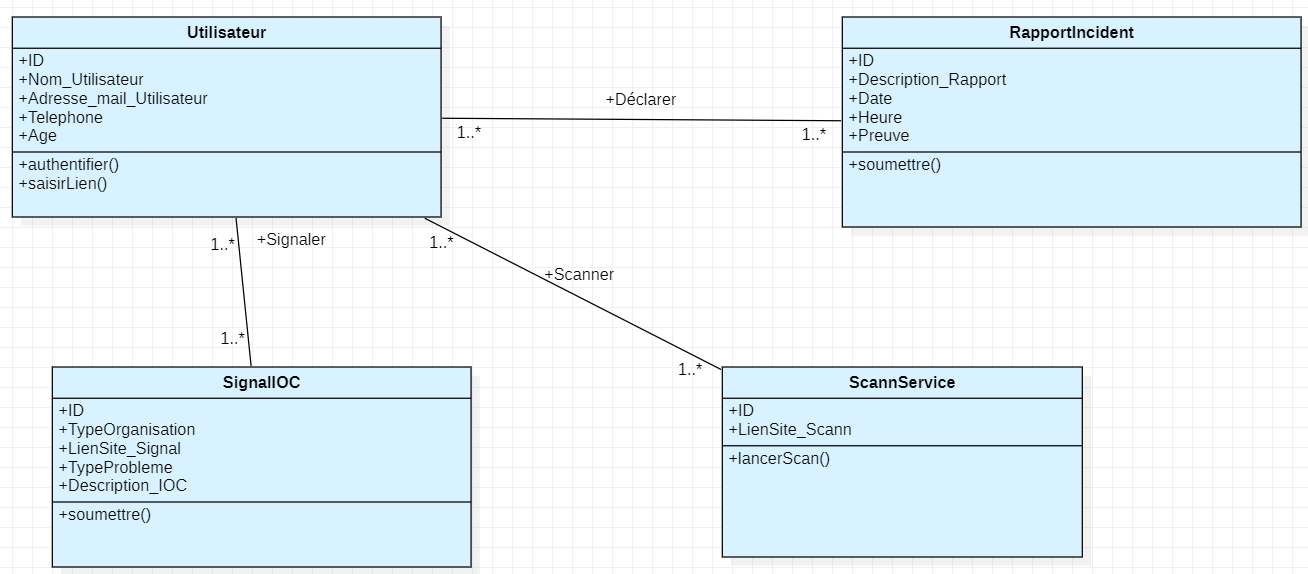 Utilisateur
+ID
+Nom_Utilisateur
+Adresse_mail_Utilisateur
+Telephone
+Age
+authentifier()
+saisirLien()
+Déclarer
1..*
1..*
RapportIncident
+ID
+Description_Rapport
+Date
+Heure
+Preuve
+soumettre()
1..*
+Signaler
1..*
1..*
+Scanner
1..*
SignalIOC
+ID
+TypeOrganisation
+LienSite_Signal
+TypeProbleme
+Description_IOC
+soumettre()
ScannService
+ID
+LienSite_Scann
+lancerScan()